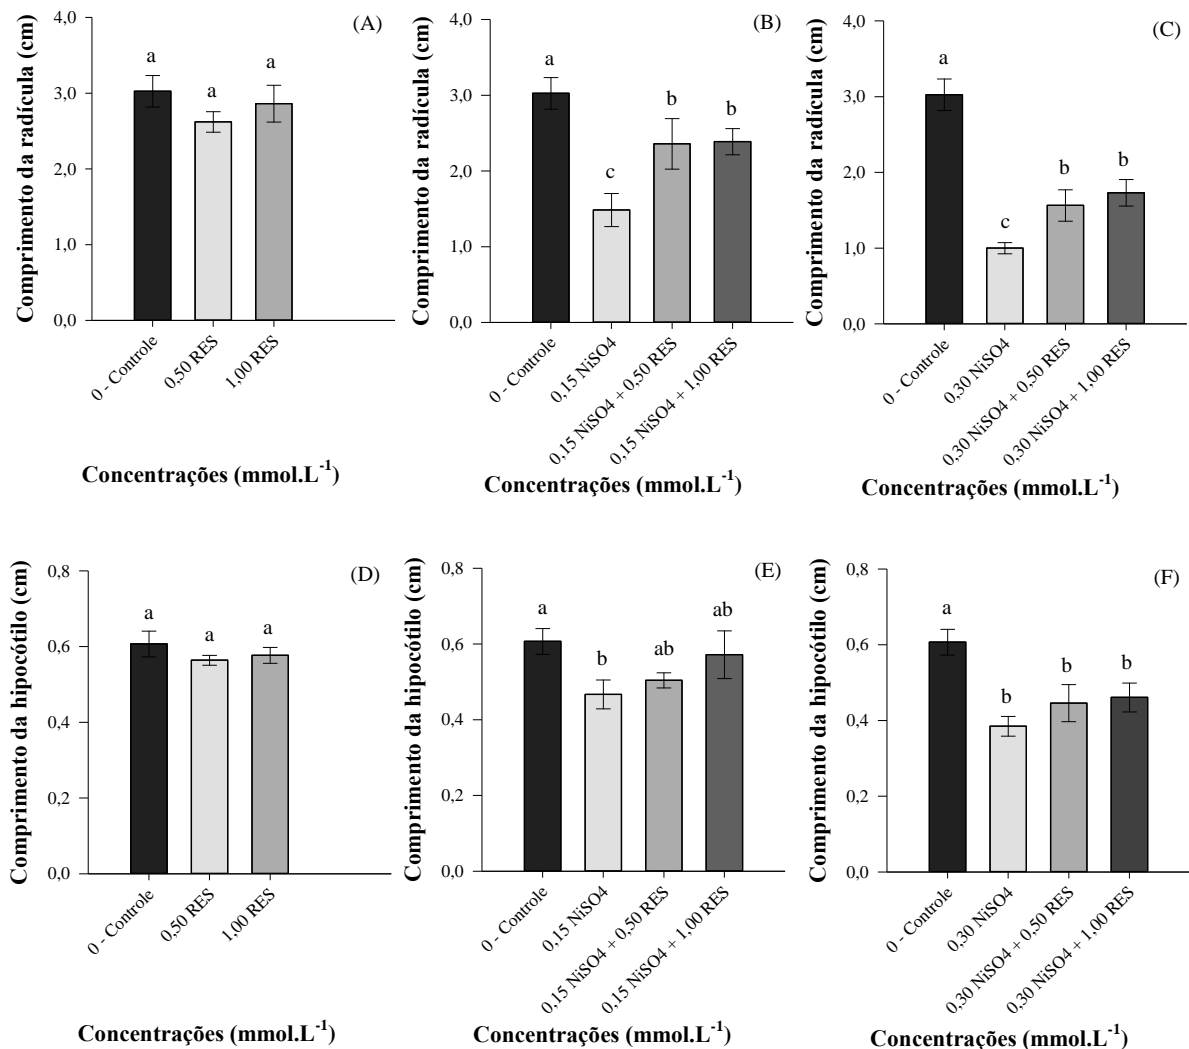 (A)
Comprimento da radícula (cm)
4,0
3,0
2,0
1,0
0,0
a
a
a
0 - Controle
0,50 RES
1,00 RES
Concentrações (mmol.L-1)
(B)
Comprimento da radícula (cm)
4,0
3,0
2,0
1,0
0,0
a
c
b
b
0 - Controle
0,15 NiSO4
0,15 NiSO4 + 0,50 RES
0,15 NiSO4 + 1,00 RES
Concentrações (mmol.L-1)
(C)
Comprimento da radícula (cm)
4,0
3,0
2,0
1,0
0,0
a
c
b
b
0 - Controle
0,30 NiSO4
0,30 NiSO4 + 0,50 RES
0,30 NiSO4 + 1,00 RES
Concentrações (mmol.L-1)
(D)
Comprimento da hipocótilo (cm)
0,8
0,6
0,4
0,2
0,0
a
a
a
0 - Controle
0,50 RES
1,00 RES
Concentrações (mmol.L-1)
(E)
Comprimento da hipocótilo (cm)
0,8
0,6
0,4
0,2
0,0
a
b
ab
ab
0 - Controle
0,15 NiSO4
0,15 NiSO4 + 0,50 RES
0,15 NiSO4 + 1,00 RES
Concentrações (mmol.L-1)
(F)
Comprimento da hipocótilo (cm)
0,8
0,6
0,4
0,2
0,0
a
b
b
b
0 - Controle
0,30 NiSO4
0,30 NiSO4 + 0,50 RES
0,30 NiSO4 + 1,00 RES
Concentrações (mmol.L-1)